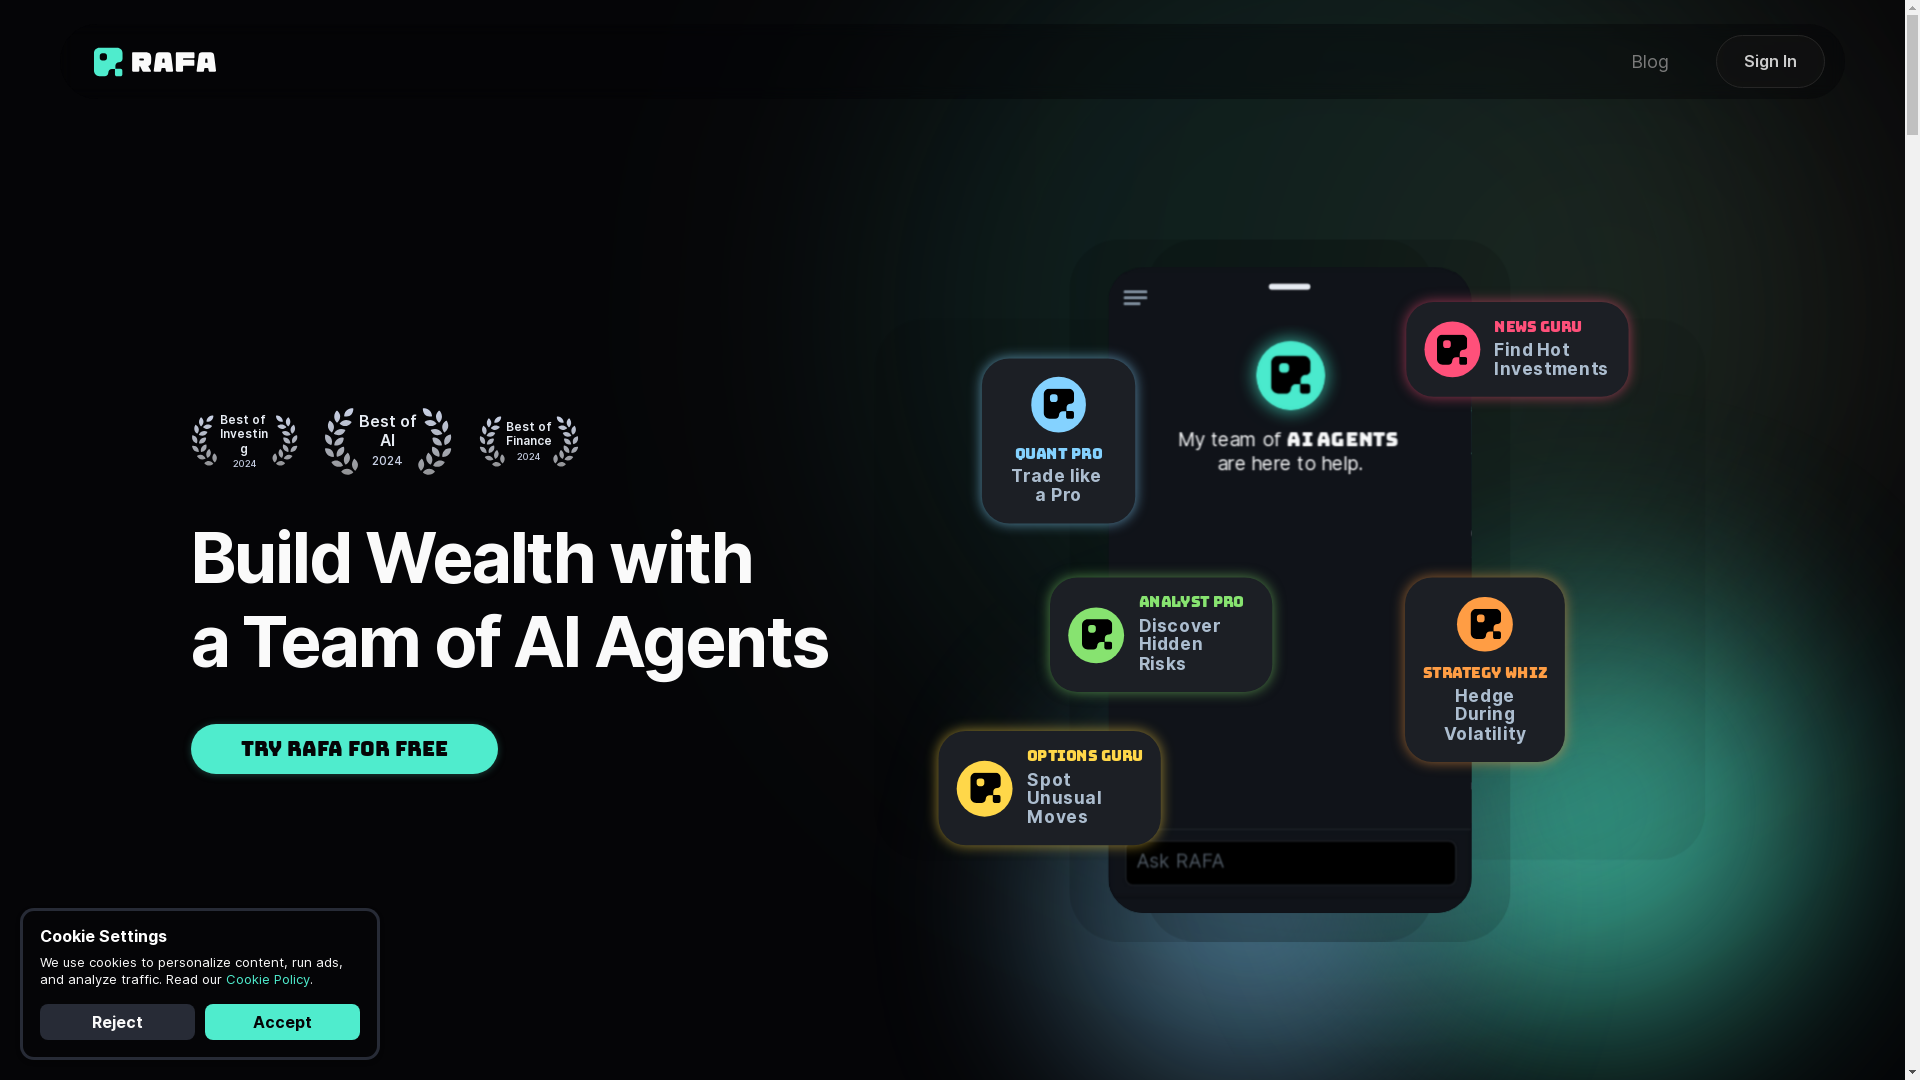 RAFA
Blog
Sign In
Best of
Investin
g
2024
Best of
AI
2024
Best of
Finance
2024
Build Wealth with
a Team of AI Agents
TRY RAFA FOR FREE
My team of AI AGENTS
are here to help.
QUANT PRO
Trade like
a Pro
NEWS GURU
Find Hot
Investments
ANALYST PRO
Discover
Hidden
Risks
STRATEGY WHIZ
Hedge
During
Volatility
OPTIONS GURU
Spot
Unusual
Moves
Ask RAFA
Cookie Settings
We use cookies to personalize content, run ads,
and analyze traffic. Read our Cookie Policy.
Reject
Accept